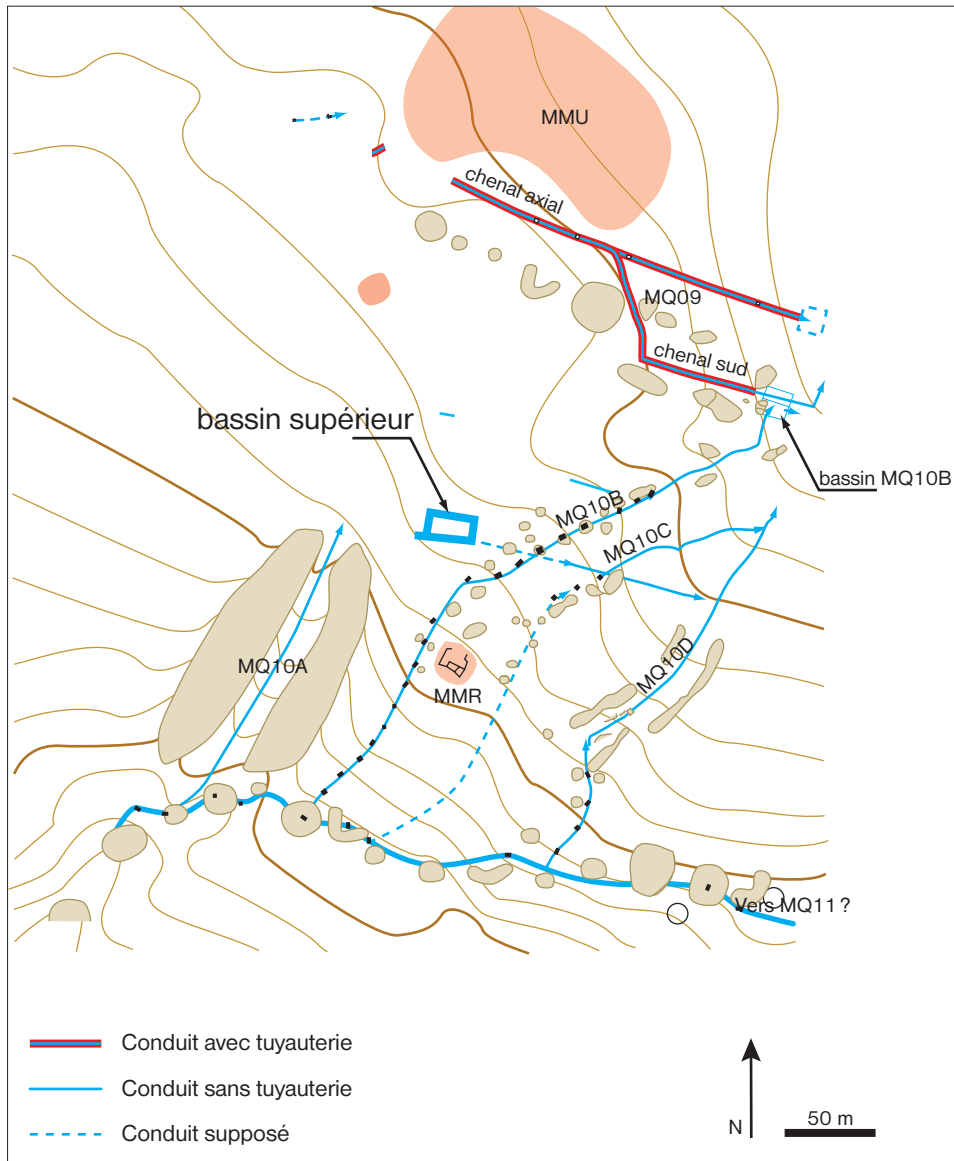 MMU
chenal axial
MQ09
chenal sud
bassin supérieur
bassin MQ10B
MQ10B
MQ10C
MQ10A
MQ10D
MMR
Vers MQ11 ?
Conduit avec tuyauterie
Conduit sans tuyauterie
Conduit supposé
N
50 m